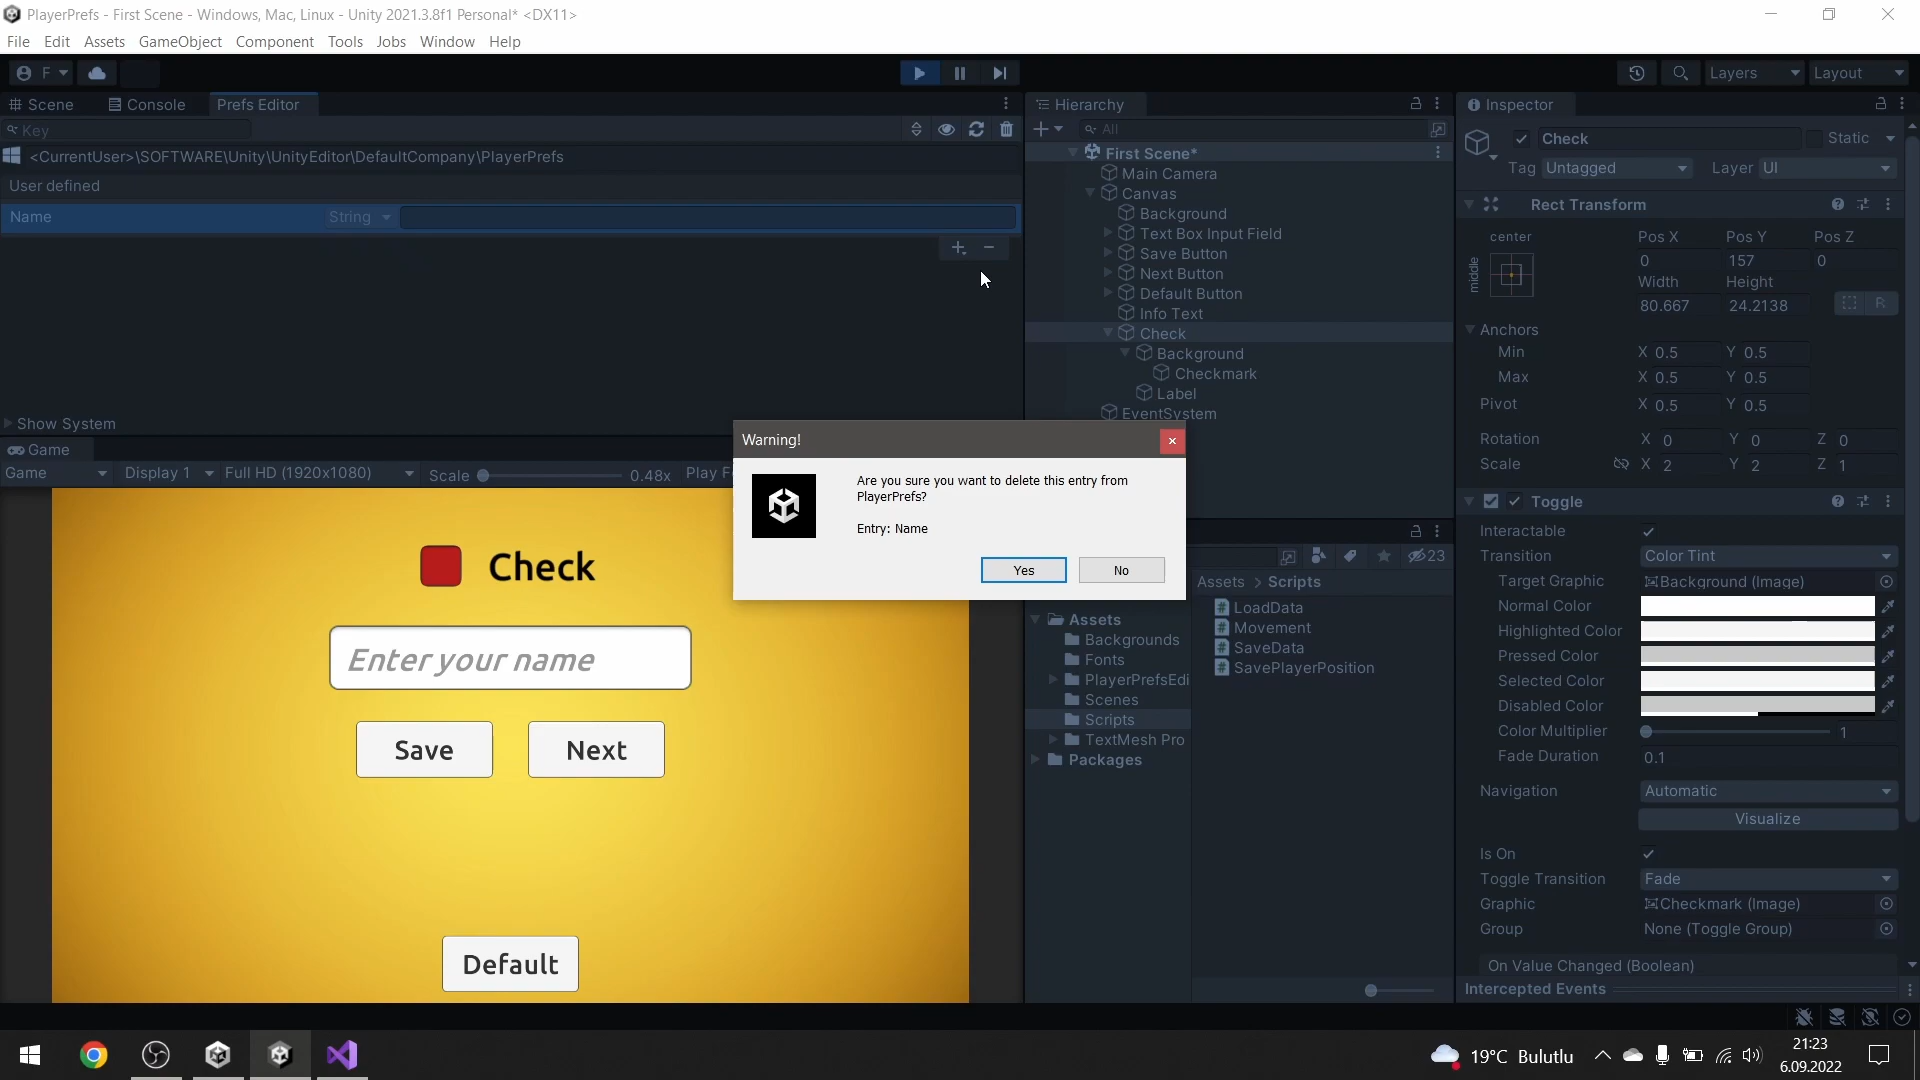 PlayerPrefs - First Scene - Windows, Mac, Linux - Unity 2021.3.8f1 Personal* <DX11>
File Edit Assets GameObject Component Tools Jobs Window Help
F
Layers Layout
Scene Console Prefs Editor
Key
<CurrentUser>\SOFTWARE\Unity\UnityEditor\DefaultCompany\PlayerPrefs
User defined
Name String
Show System
Game
Game Display 1 Full HD (1920x1080) Scale 0.48x Play F
Check
Enter your name
Save Next
Default
Hierarchy
All
First Scene*
Main Camera
Canvas
Background
Text Box Input Field
Save Button
Next Button
Default Button
Info Text
Check
Background
Checkmark
Label
EventSystem
Warning!
Are you sure you want to delete this entry from
PlayerPrefs?
Entry: Name
Yes No
23
Assets > Scripts
Assets
Backgrounds
Fonts
PlayerPrefsEdi
Scenes
Scripts
TextMesh Pro
Packages
LoadData
Movement
SaveData
SavePlayerPosition
Inspector
Check Static
Tag Untagged Layer UI
Rect Transform
center
middle
Pos X Pos Y Pos Z
0 157 0
Width Height
80.667 24.2138
R
Anchors
Min X 0.5 Y 0.5
Max X 0.5 Y 0.5
Pivot X 0.5 Y 0.5
Rotation X 0 Y 0 Z 0
Scale X 2 Y 2 Z 1
Toggle
Interactable
Transition Color Tint
Target Graphic Background (Image)
Normal Color
Highlighted Color
Pressed Color
Selected Color
Disabled Color
Color Multiplier 1
Fade Duration 0.1
Navigation Automatic
Visualize
Is On
Toggle Transition Fade
Graphic Checkmark (Image)
Group None (Toggle Group)
On Value Changed (Boolean)
Intercepted Events
19°C Bulutlu
21:23
6.09.2022